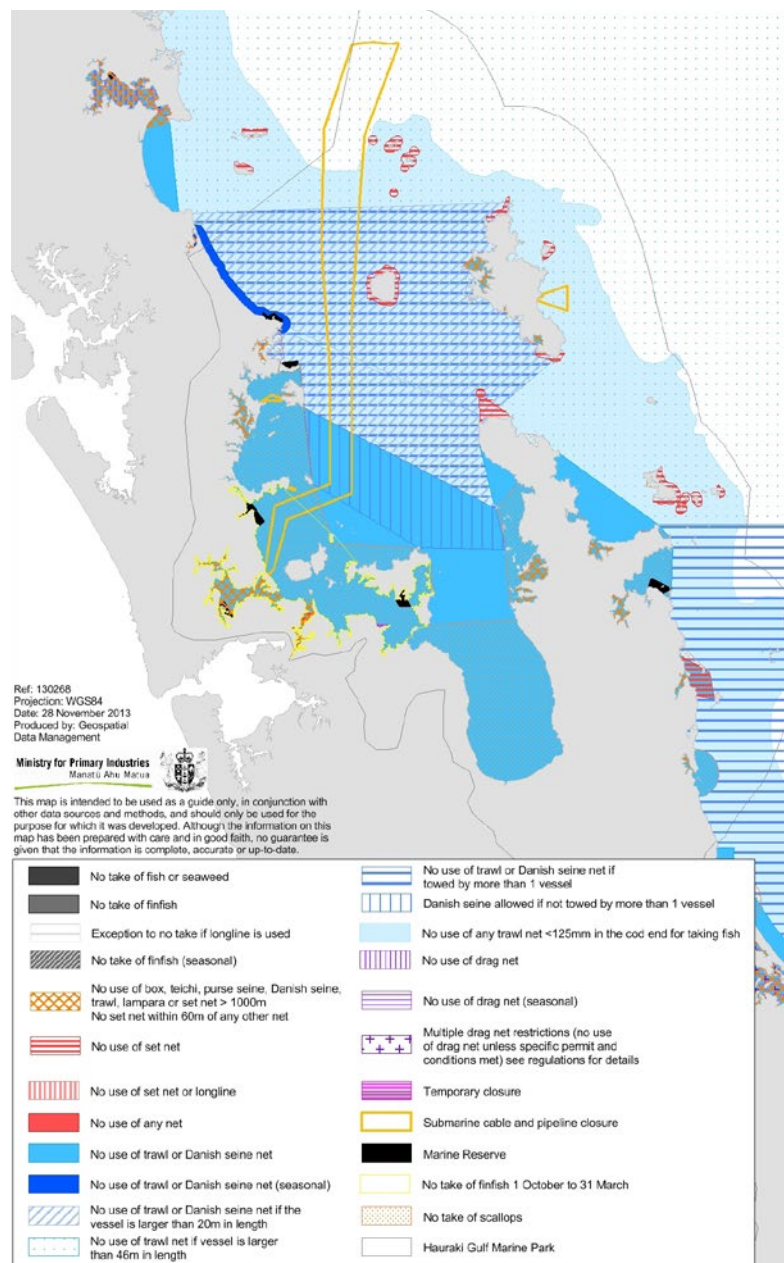 Ref: 130268
Projection: WGS84
Date: 28 November 2013
Produced by: Geospatial
Data Management
Ministry for Primary Industries
Manatū Ahu Matua
This map is intended to be used as a guide only, in conjunction with
other data sources and methods, and should only be used for the
purpose for which it was developed. Although the information on this
map has been prepared with care and in good faith, no guarantee is
given that the information is complete, accurate or up-to-date.
No take of fish or seaweed
No take of finfish
Exception to no take if longline is used
No take of finfish (seasonal)
No use of box, teichi, purse seine, Danish seine,
trawl, lampara or set net > 1000m
No set net within 60m of any other net
No use of set net
No use of set net or longline
No use of any net
No use of trawl or Danish seine net
No use of trawl or Danish seine net (seasonal)
No use of trawl or Danish seine net if the
vessel is larger than 20m in length
No use of trawl net if vessel is larger
than 46m in length
No use of trawl or Danish seine net if
towed by more than 1 vessel
Danish seine allowed if not towed by more than 1 vessel
No use of any trawl net <125mm in the cod end for taking fish
No use of drag net
No use of drag net (seasonal)
Multiple drag net restrictions (no use
of drag net unless specific permit and
conditions met) see regulations for details
Temporary closure
Submarine cable and pipeline closure
Marine Reserve
No take of finfish 1 October to 31 March
No take of scallops
Hauraki Gulf Marine Park